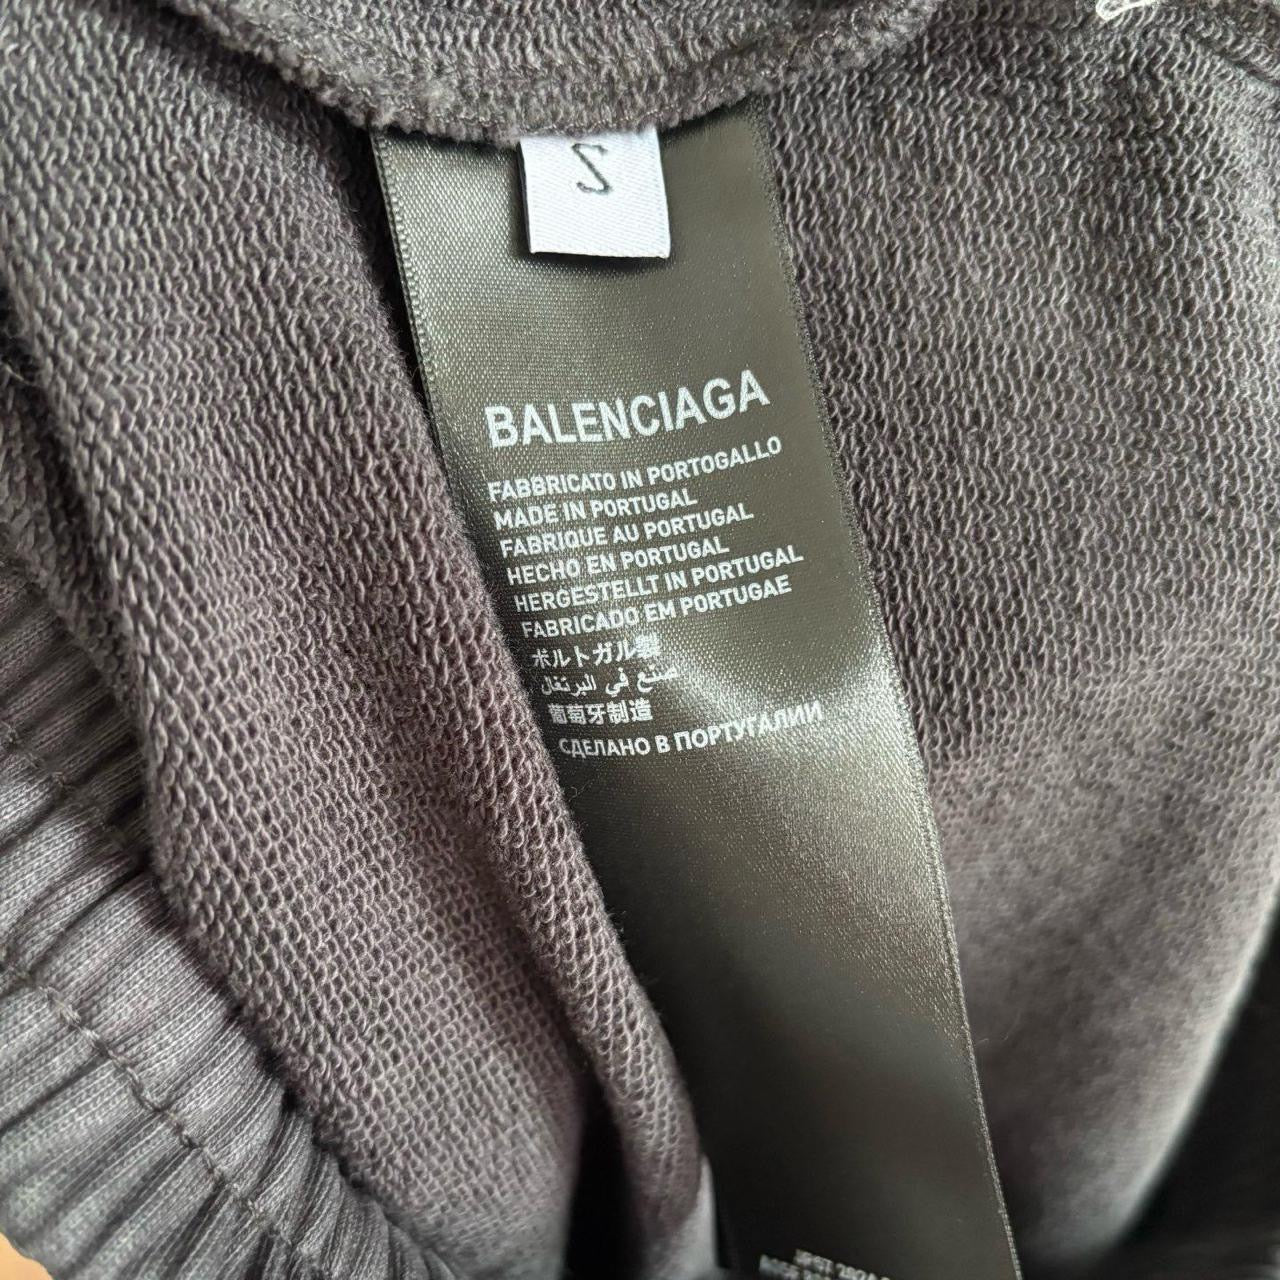 S
BALENCIAGA
FABBRICATO IN PORTOGALLO
MADE IN PORTUGAL
FABRIQUE AU PORTUGAL
HECHO EN PORTUGAL
HERGESTELLT IN PORTUGAL
FABRICADO EM PORTUGAE
ポルトガル製
صنع في البرتغال
葡萄牙制造
СДЕЛАНО В ПОРТУГАЛИИ